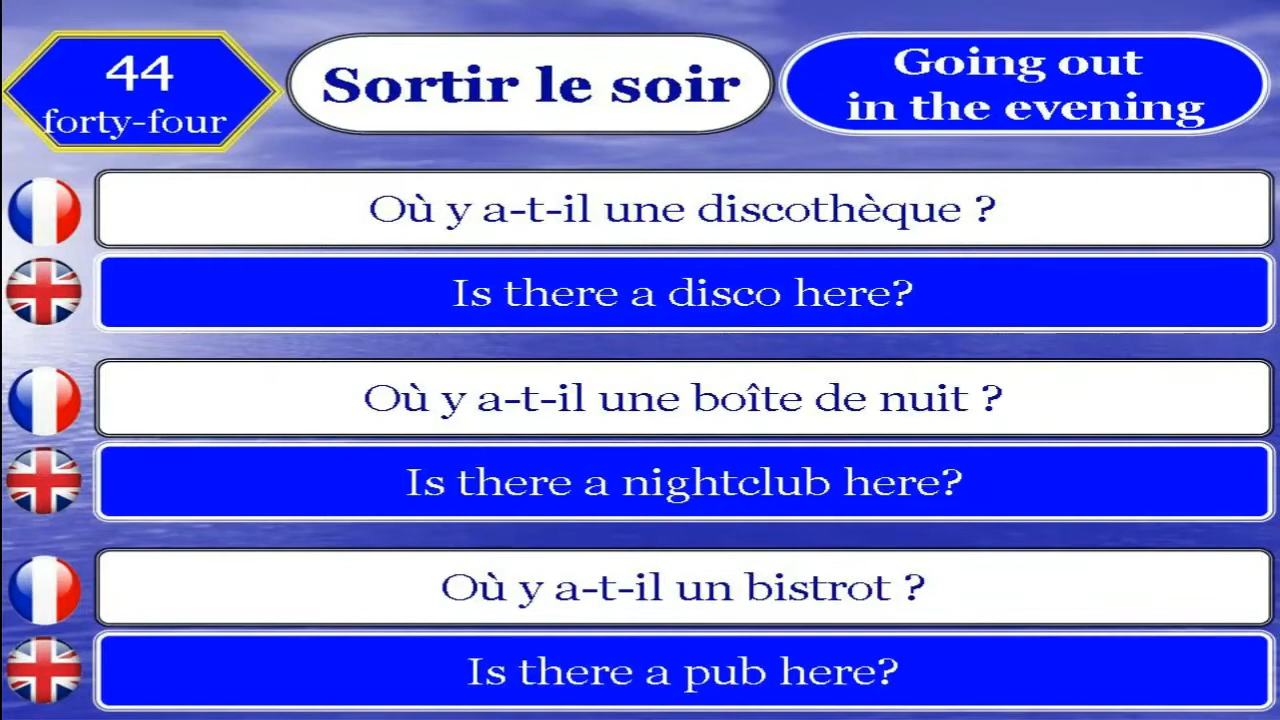 44
forty-four
Sortir le soir
Going out
in the evening
Où y a-t-il une discothèque ?
Is there a disco here?
Où y a-t-il une boîte de nuit ?
Is there a nightclub here?
Où y a-t-il un bistrot ?
Is there a pub here?